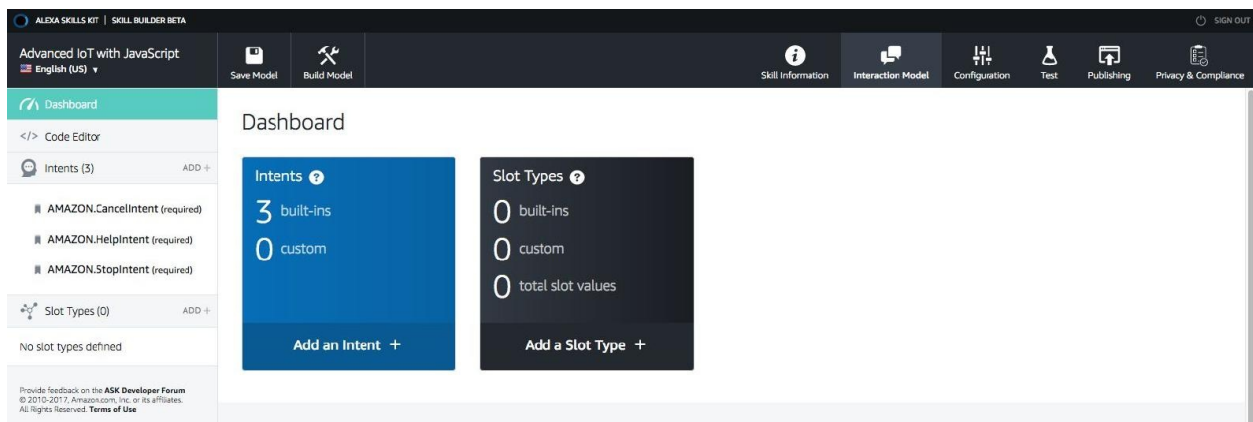 ALEXA SKILLS KIT | SKILL BUILDER BETA
SIGN OUT
Advanced IoT with JavaScript
English (US)
Save Model
Build Model
Skill Information
Interaction Model
Configuration
Test
Publishing
Privacy & Compliance
Dashboard
</> Code Editor
Intents (3) ADD +
AMAZON.CancelIntent (required)
AMAZON.HelpIntent (required)
AMAZON.StopIntent (required)
Slot Types (0) ADD +
No slot types defined
Provide feedback on the ASK Developer Forum
© 2010-2017, Amazon.com, Inc. or its affiliates.
All Rights Reserved. Terms of Use
Dashboard
Intents ?
3 built-ins
0 custom
Add an Intent +
Slot Types ?
0 built-ins
0 custom
0 total slot values
Add a Slot Type +